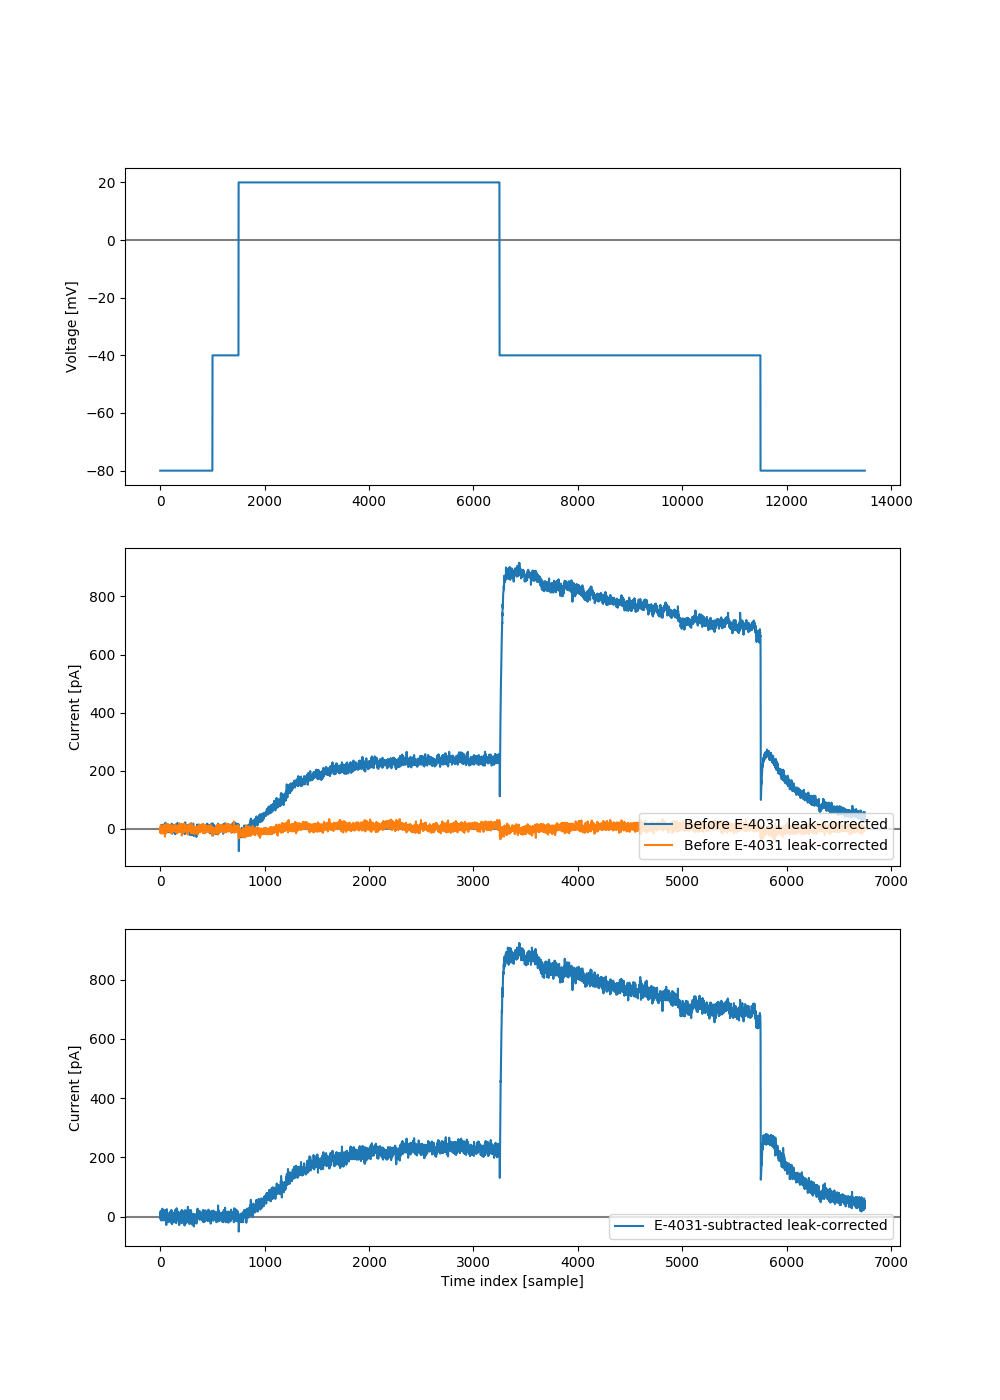 20
0
−20
−40
−60
−80
Voltage [mV]
0 2000 4000 6000 8000 10000 12000 14000
800
600
400
200
0
Current [pA]
Before E-4031 leak-corrected
Before E-4031 leak-corrected
0 1000 2000 3000 4000 5000 6000 7000
800
600
400
200
0
Current [pA]
E-4031-subtracted leak-corrected
0 1000 2000 3000 4000 5000 6000 7000
Time index [sample]